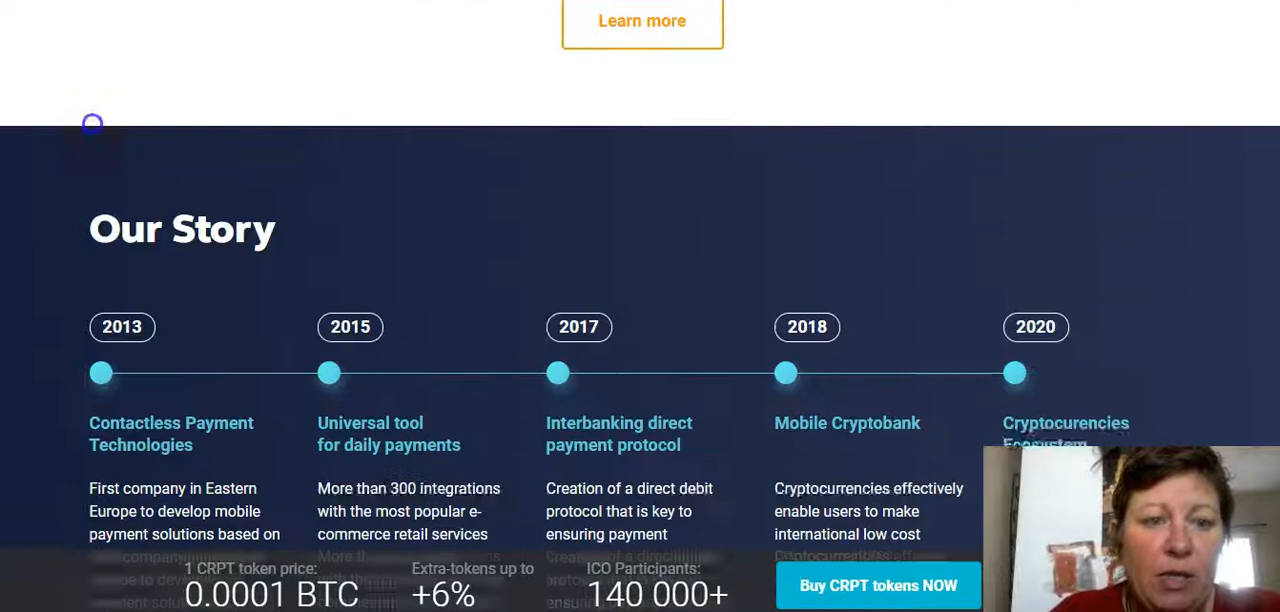 Learn more
Our Story
2013
2015
2017
2018
2020
Contactless Payment
Technologies
Universal tool
for daily payments
Interbanking direct
payment protocol
Mobile Cryptobank
Cryptocurencies
Ecosystem
First company in Eastern
Europe to develop mobile
payment solutions based on
More than 300 integrations
with the most popular e-
commerce retail services
Creation of a direct debit
protocol that is key to
ensuring payment
Cryptocurrencies effectively
enable users to make
international low cost
1 CRPT token price:
0.0001 BTC
Extra-tokens up to
+6%
ICO Participants:
140 000+
Buy CRPT tokens NOW